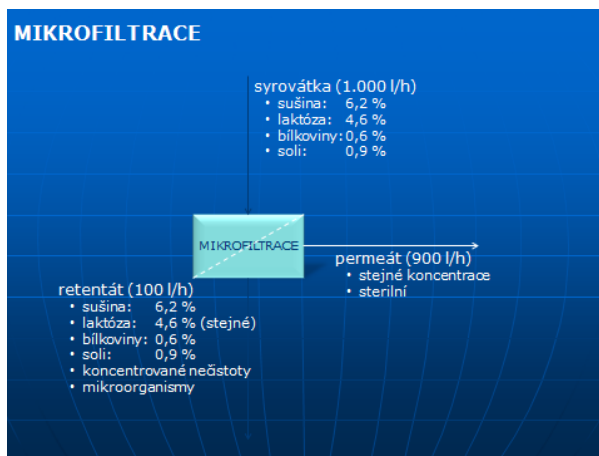 MIKROFILTRACE
syrovátka (1.000 l/h)
• sušina: 6,2 %
• laktóza: 4,6 %
• bílkoviny: 0,6 %
• soli: 0,9 %
MIKROFILTRACE
permeát (900 l/h)
• stejné koncentrace
• sterilní
retentát (100 l/h)
• sušina: 6,2 %
• laktóza: 4,6 % (stejné)
• bílkoviny: 0,6 %
• soli: 0,9 %
• koncentrované nečistoty
• mikroorganismy